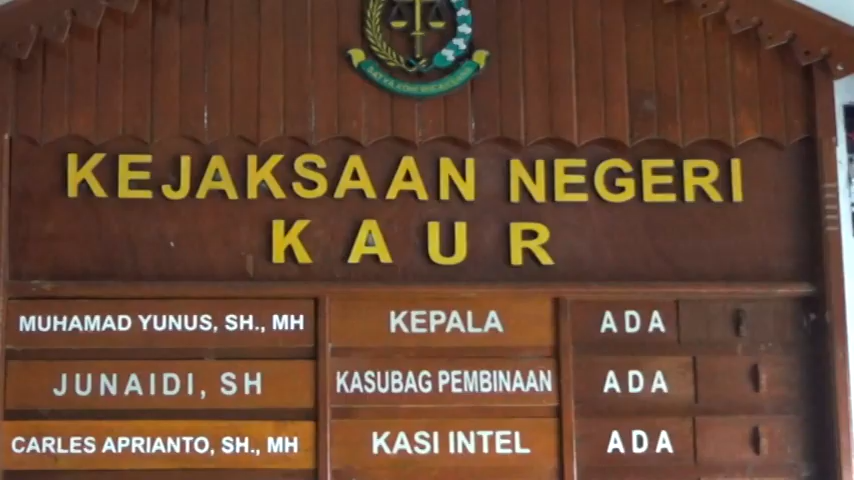 KEJAKSAAN NEGERI
KAUR
MUHAMAD YUNUS, SH., MH KEPALA ADA
JUNAIDI, SH KASUBAG PEMBINAAN ADA
CARLES APRIANTO, SH., MH KASI INTEL ADA